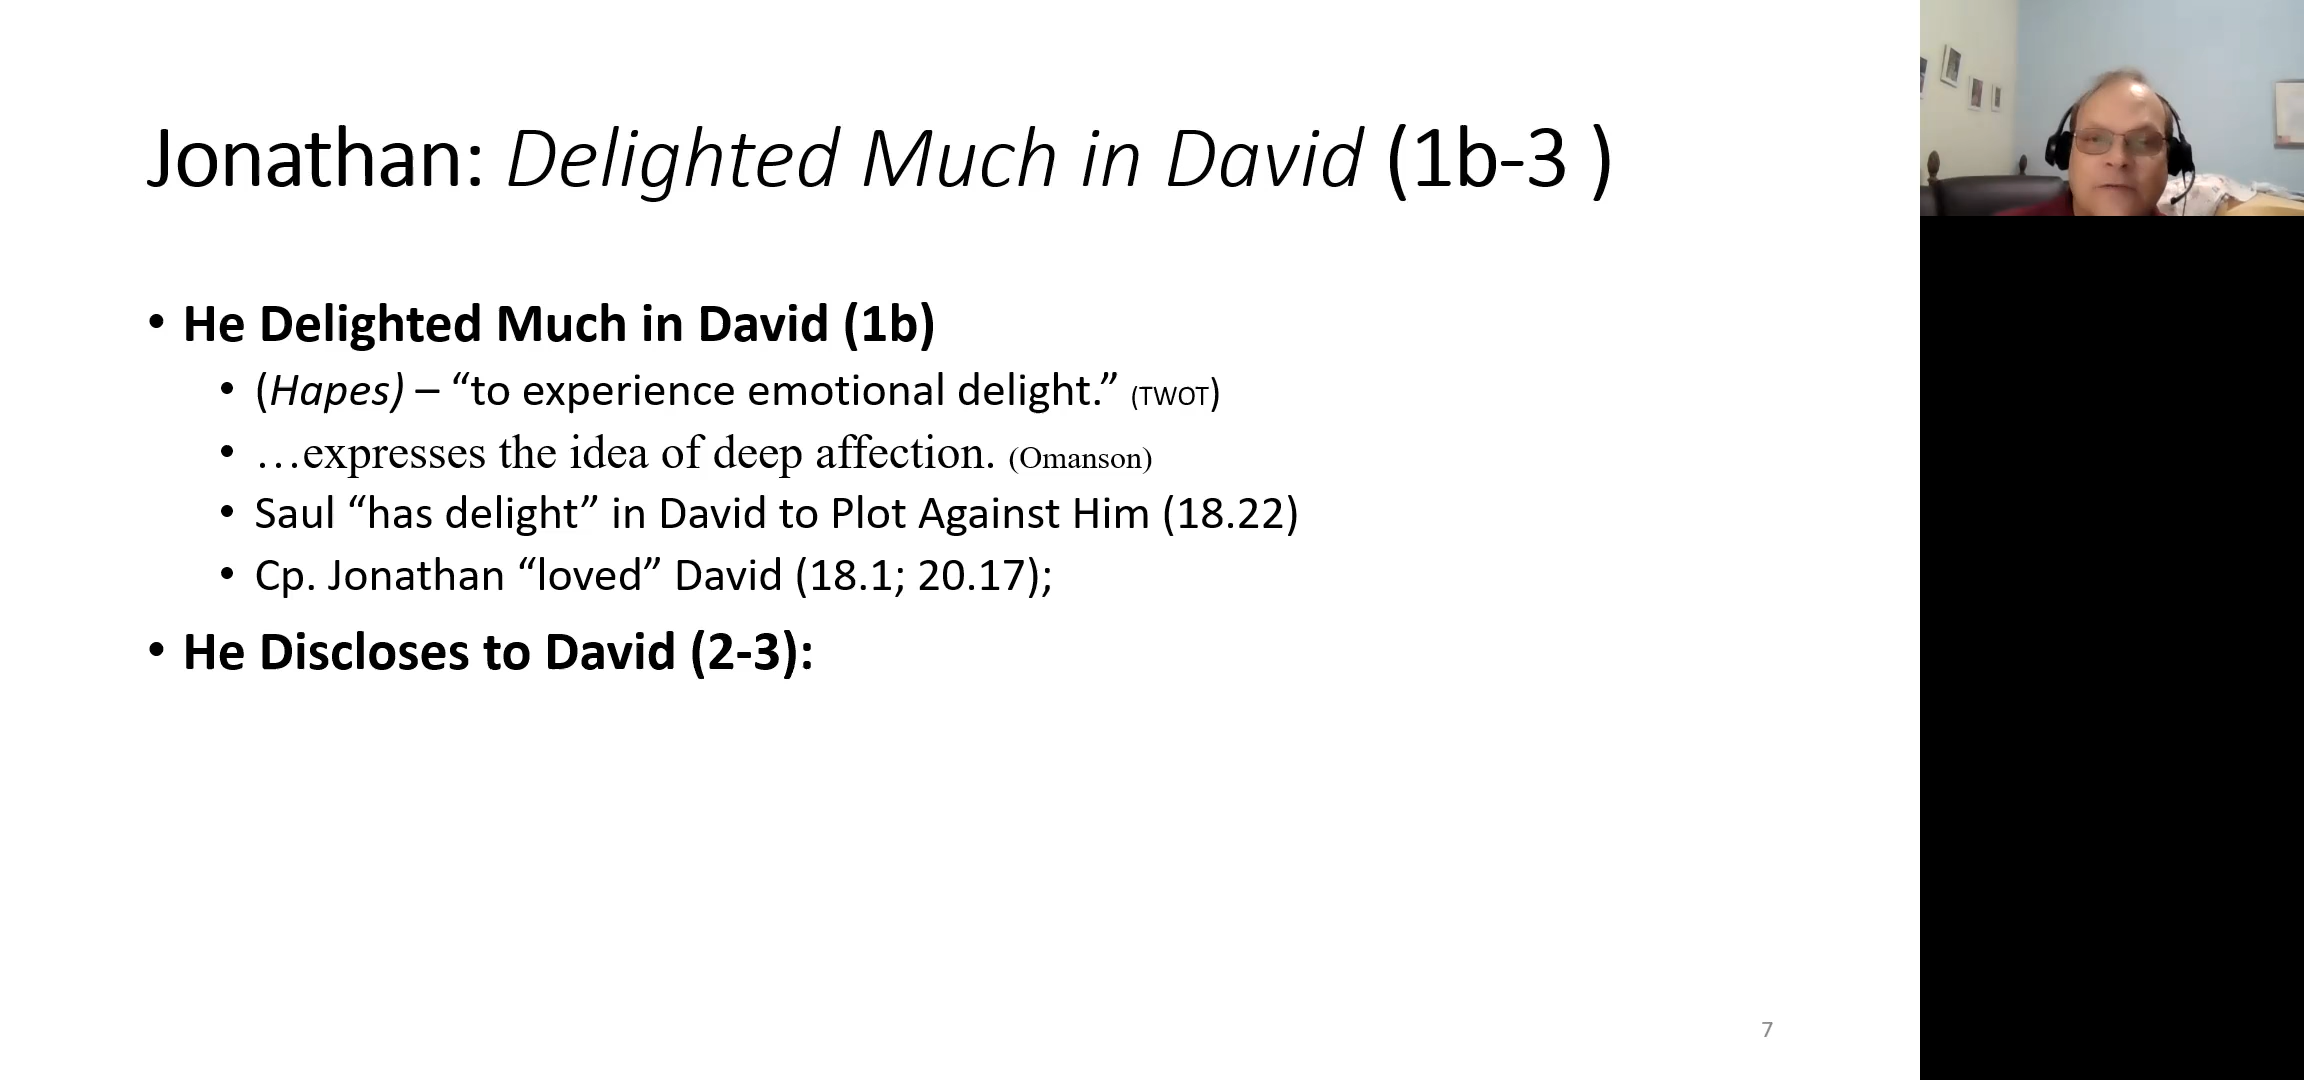 Jonathan: Delighted Much in David (1b-3 )
• He Delighted Much in David (1b)
• (Hapes) – “to experience emotional delight.” (TWOT)
• …expresses the idea of deep affection. (Omanson)
• Saul “has delight” in David to Plot Against Him (18.22)
• Cp. Jonathan “loved” David (18.1; 20.17);
• He Discloses to David (2-3):
7